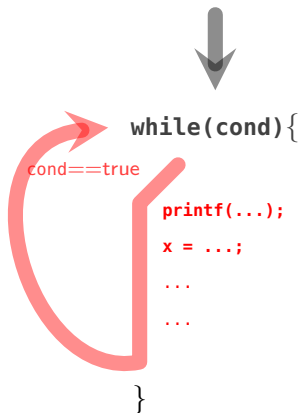 while(cond){
cond==true
printf(...);
x = ...;
...
...
}